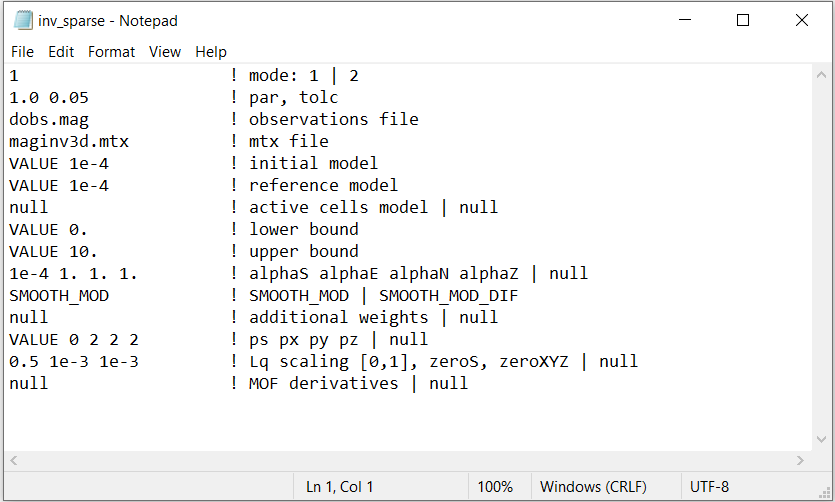 inv_sparse - Notepad
File Edit Format View Help
1 ! mode: 1 | 2
1.0 0.05 ! par, tolc
dobs.mag ! observations file
maginv3d.mtx ! mtx file
VALUE 1e-4 ! initial model
VALUE 1e-4 ! reference model
null ! active cells model | null
VALUE 0. ! lower bound
VALUE 10. ! upper bound
1e-4 1. 1. 1. ! alphaS alphaE alphaN alphaZ | null
SMOOTH_MOD ! SMOOTH_MOD | SMOOTH_MOD_DIF
null ! additional weights | null
VALUE 0 2 2 2 ! ps px py pz | null
0.5 1e-3 1e-3 ! Lq scaling [0,1], zeroS, zeroXYZ | null
null ! MOF derivatives | null
Ln 1, Col 1 100% Windows (CRLF) UTF-8